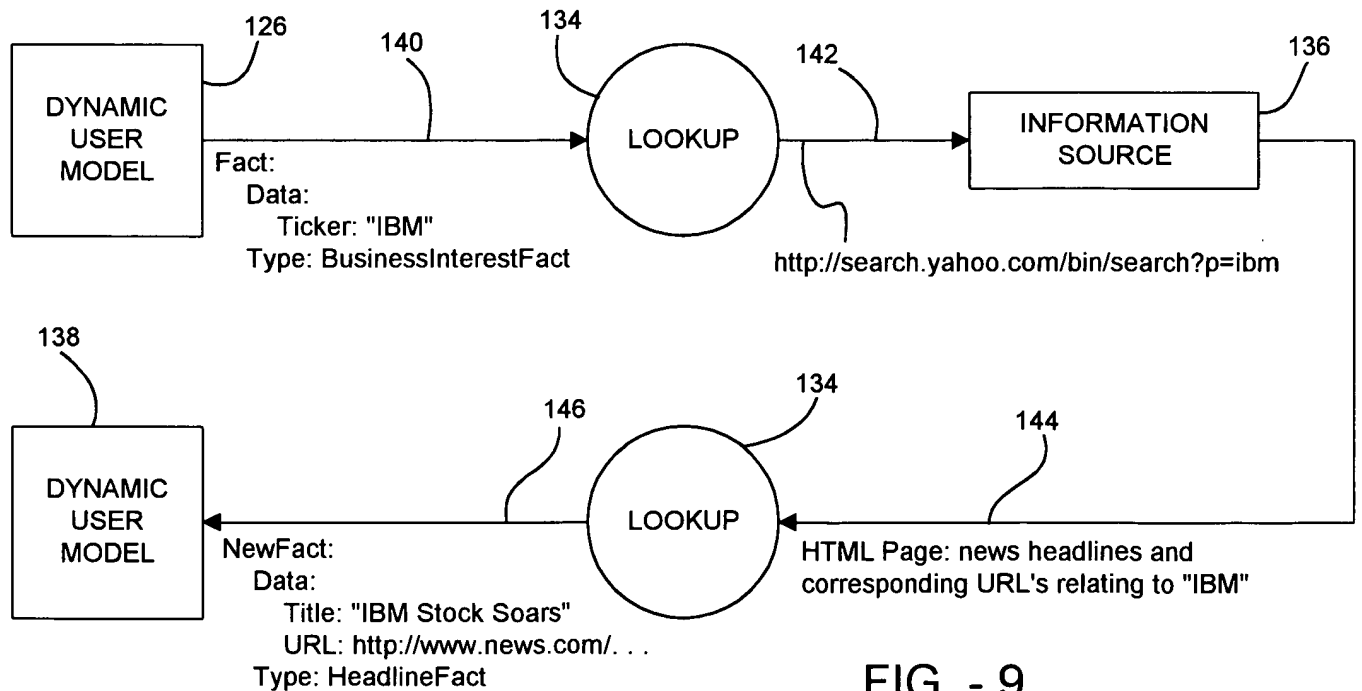 126
140
134
142
136
DYNAMIC
USER
MODEL
LOOKUP
INFORMATION
SOURCE
Fact:
Data:
Ticker: "IBM"
Type: BusinessInterestFact
http://search.yahoo.com/bin/search?p=ibm
138
146
134
144
DYNAMIC
USER
MODEL
LOOKUP
NewFact:
Data:
Title: "IBM Stock Soars"
URL: http://www.news.com/. . .
Type: HeadlineFact
HTML Page: news headlines and
corresponding URL's relating to "IBM"
FIG. - 9